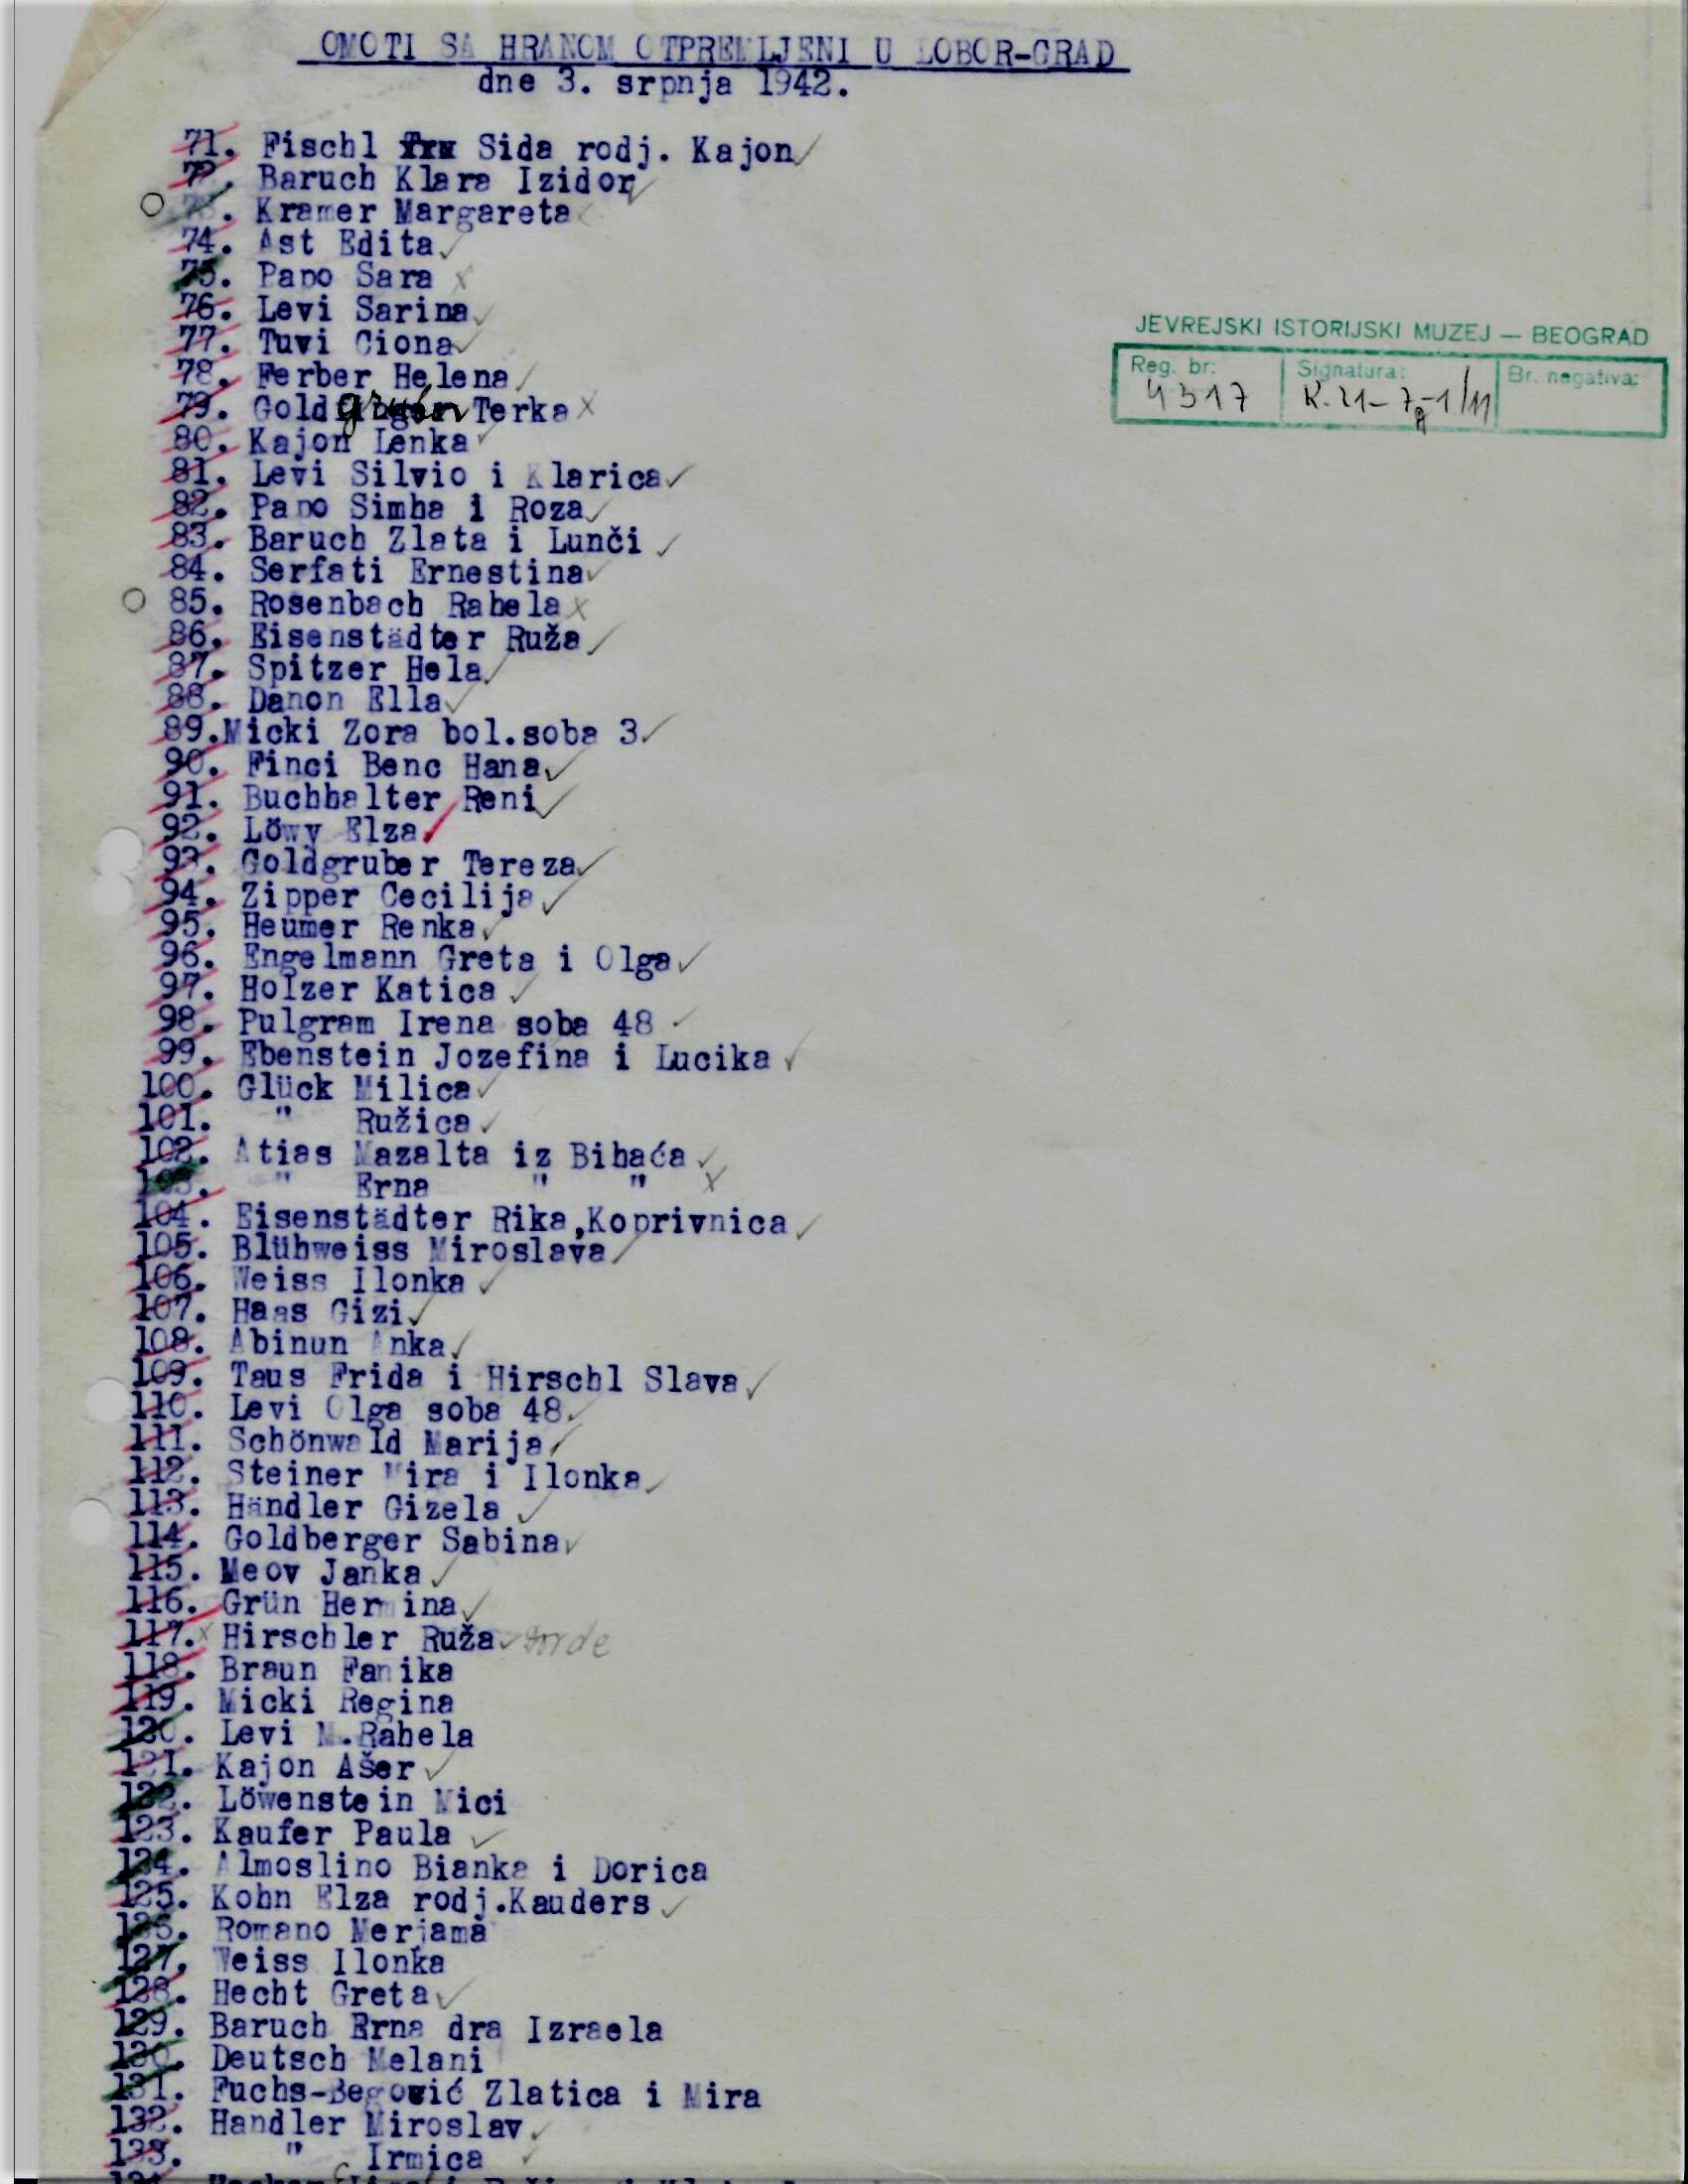 OMOTI SA HRANOM OTPREMLJENI U LOBOR-GRAD
dne 3. srpnja 1942.
71. Fischl Sida rodj. Kajon
72. Baruch Klara Izidor
73. Kramer Margareta
74. Ast Edita
75. Papo Sara
76. Levi Sarina
JEVREJSKI ISTORIJSKI MUZEJ — BEOGRAD
77. Tuvi Ciona
Reg. br: Signatura: Br. negativa:
78. Ferber Helena
4317 K.21-7-1/11
79. Goldgruber Terka
80. Kajon Lenka
81. Levi Silvio i Klarica
82. Papo Simha i Roza
83. Baruch Zlata i Lunči
84. Serfati Ernestina
85. Rosenbach Rahela
86. Eisenstädter Ruža
87. Spitzer Hela
88. Danon Ella
89. Micki Zora bol.soba 3
90. Finci Benc Hana
91. Buchhalter Reni
92. Löwy Elza
93. Goldgruber Tereza
94. Zipper Cecilija
95. Heumer Renka
96. Engelmann Greta i Olga
97. Holzer Katica
98. Pulgram Irena soba 48
99. Ebenstein Jozefina i Lucika
100. Glück Milica
101. " Ružica
102. Atias Mazalta iz Bihaća
103. " Erna " "
104. Eisenstädter Rika,Koprivnica
105. Blühweiss Miroslava
106. Weiss Ilonka
107. Haas Gizi
108. Abinun Anka
109. Taus Frida i Hirschl Slava
110. Levi Olga soba 48
111. Schönwald Marija
112. Steiner Mira i Ilonka
113. Händler Gizela
114. Goldberger Sabina
115. Meov Janka
116. Grün Hermina
117. Hirschler Ruža
118. Braun Fanika
119. Micki Regina
120. Levi M.Rahela
121. Kajon Ašer
122. Löwenstein Mici
123. Kaufer Paula
124. Almoslino Bianka i Dorica
125. Kohn Elza rodj.Kauders
126. Romano Merjama
127. Weiss Ilonka
128. Hecht Greta
129. Baruch Erna dra Izraela
130. Deutsch Melani
131. Fuchs-Begović Zlatica i Mira
132. Handler Miroslav
133. " Irmica